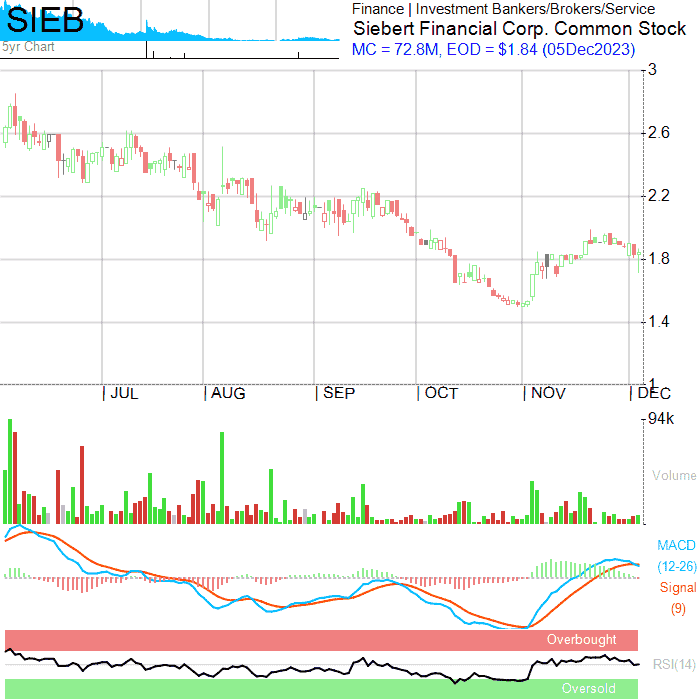 SIEB
5yr Chart
Finance | Investment Bankers/Brokers/Service
Siebert Financial Corp. Common Stock
MC = 72.8M, EOD = $1.84 (05Dec2023)
3
2.6
2.2
1.8
1.4
1
| JUL | AUG | SEP | OCT | NOV | DEC
94k
Volume
MACD
(12-26)
Signal
(9)
Overbought
RSI(14)
Oversold